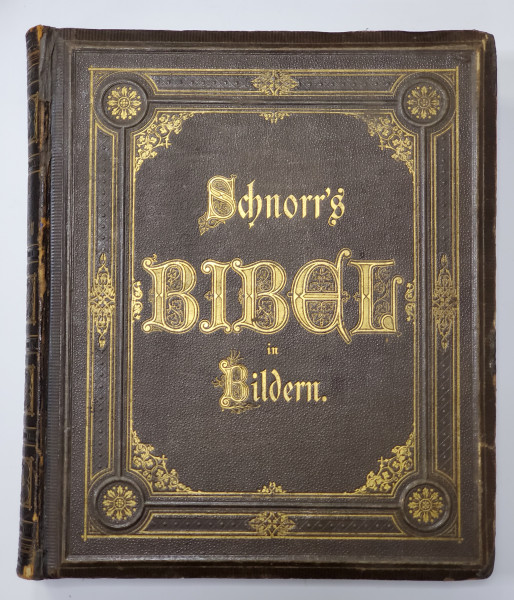 Schnorr's
BIBEL
in
Bildern.